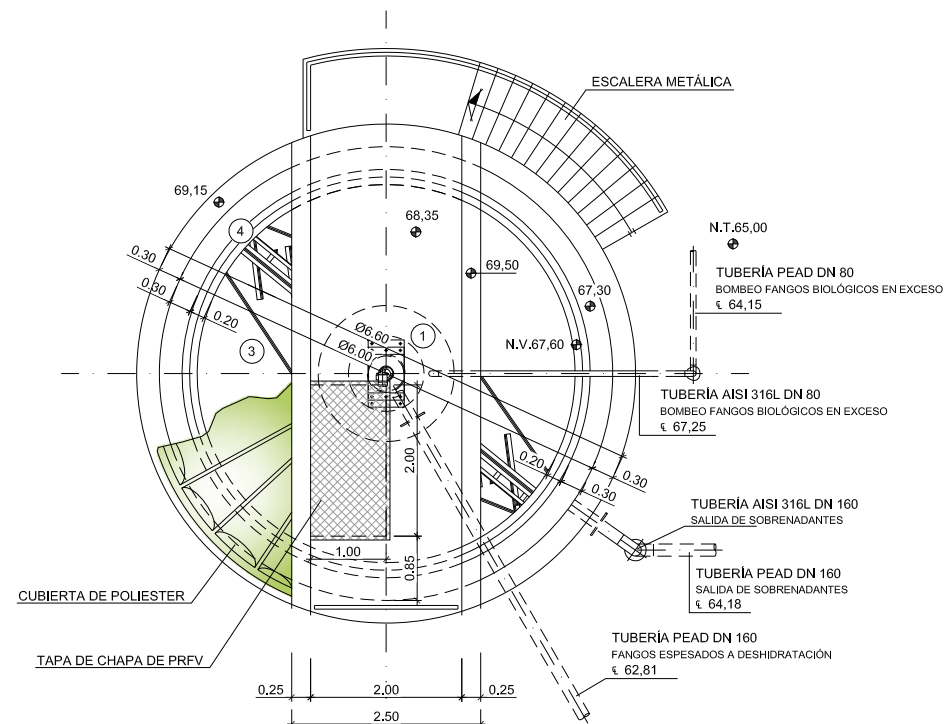 ESCALERA METÁLICA
69,15
4
68,35
N.T.65,00
0.30
0.30
0.20
69,50
67,30
TUBERÍA PEAD DN 80
BOMBEO FANGOS BIOLÓGICOS EN EXCESO
℄ 64,15
Ø6.60
Ø6.00
1
3
N.V.67,60
TUBERÍA AISI 316L DN 80
BOMBEO FANGOS BIOLÓGICOS EN EXCESO
℄ 67,25
2.00
0.20
0.30
0.30
TUBERÍA AISI 316L DN 160
SALIDA DE SOBRENADANTES
1.00
0.85
TUBERÍA PEAD DN 160
SALIDA DE SOBRENADANTES
℄ 64,18
CUBIERTA DE POLIESTER
TUBERÍA PEAD DN 160
FANGOS ESPESADOS A DESHIDRATACIÓN
℄ 62,81
TAPA DE CHAPA DE PRFV
0.25
2.00
0.25
2.50